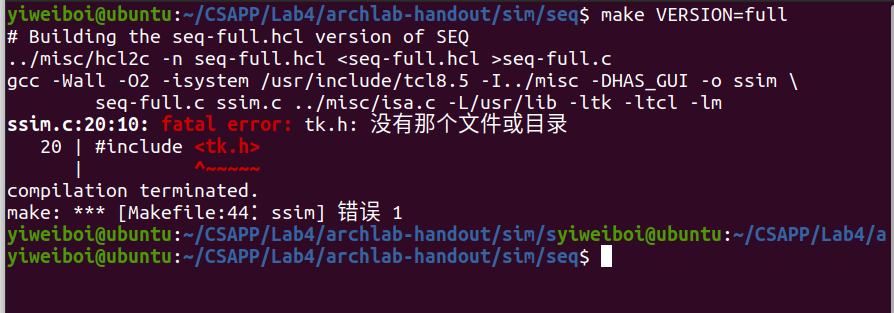 yiweiboi@ubuntu:~/CSAPP/Lab4/archlab-handout/sim/seq$ make VERSION=full
# Building the seq-full.hcl version of SEQ
../misc/hcl2c -n seq-full.hcl <seq-full.hcl >seq-full.c
gcc -Wall -O2 -isystem /usr/include/tcl8.5 -I../misc -DHAS_GUI -o ssim \
        seq-full.c ssim.c ../misc/isa.c -L/usr/lib -ltk -ltcl -lm
ssim.c:20:10: fatal error: tk.h: 没有那个文件或目录
   20 | #include <tk.h>
      |          ^~~~~~
compilation terminated.
make: *** [Makefile:44：ssim] 错误 1
yiweiboi@ubuntu:~/CSAPP/Lab4/archlab-handout/sim/syiweiboi@ubuntu:~/CSAPP/Lab4/a
yiweiboi@ubuntu:~/CSAPP/Lab4/archlab-handout/sim/seq$